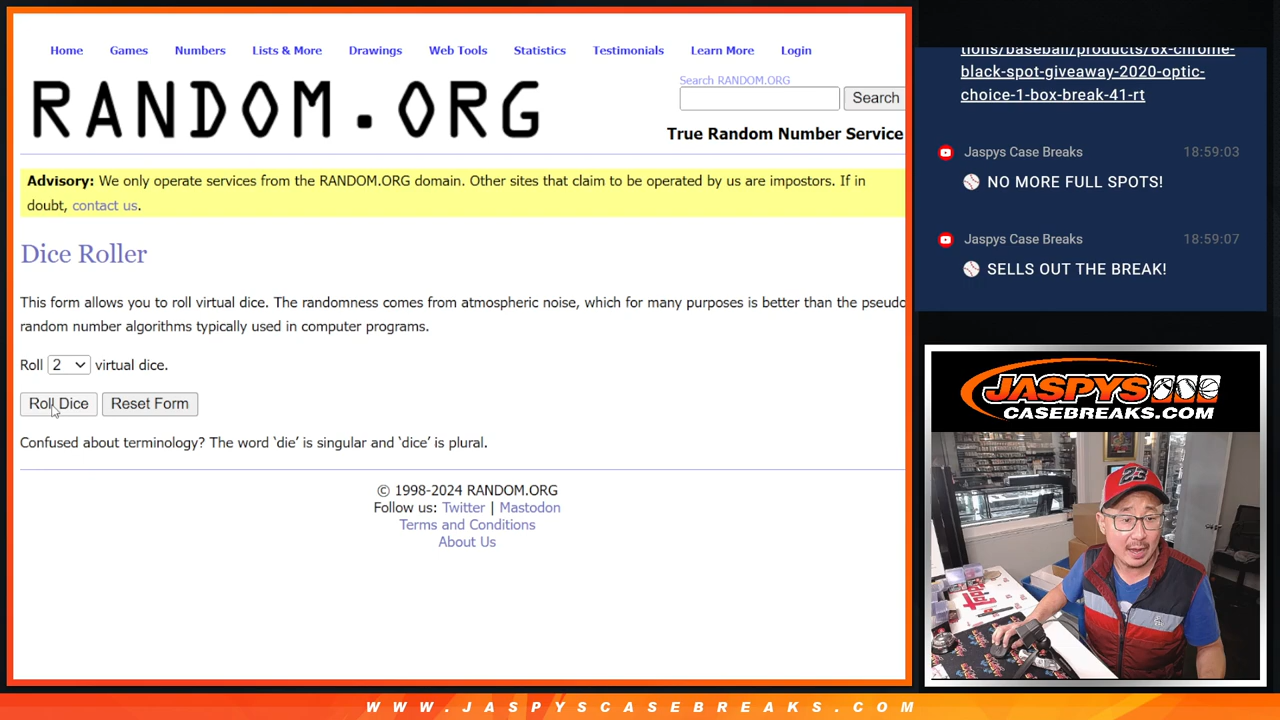 Home Games Numbers Lists & More Drawings Web Tools Statistics Testimonials Learn More Login
RANDOM.ORG
Search RANDOM.ORG
Search
True Random Number Service
Advisory: We only operate services from the RANDOM.ORG domain. Other sites that claim to be operated by us are impostors. If in
doubt, contact us.
Dice Roller
This form allows you to roll virtual dice. The randomness comes from atmospheric noise, which for many purposes is better than the pseudo
random number algorithms typically used in computer programs.
Roll 2 virtual dice.
Roll Dice Reset Form
Confused about terminology? The word ‘die’ is singular and ‘dice’ is plural.
© 1998-2024 RANDOM.ORG
Follow us: Twitter | Mastodon
Terms and Conditions
About Us
tions/baseball/products/6x-chrome-
black-spot-giveaway-2020-optic-
choice-1-box-break-41-rt
Jaspys Case Breaks 18:59:03
NO MORE FULL SPOTS!
Jaspys Case Breaks 18:59:07
SELLS OUT THE BREAK!
JASPYS
CASEBREAKS.COM
23
WWW.JASPYSCASEBREAKS.COM